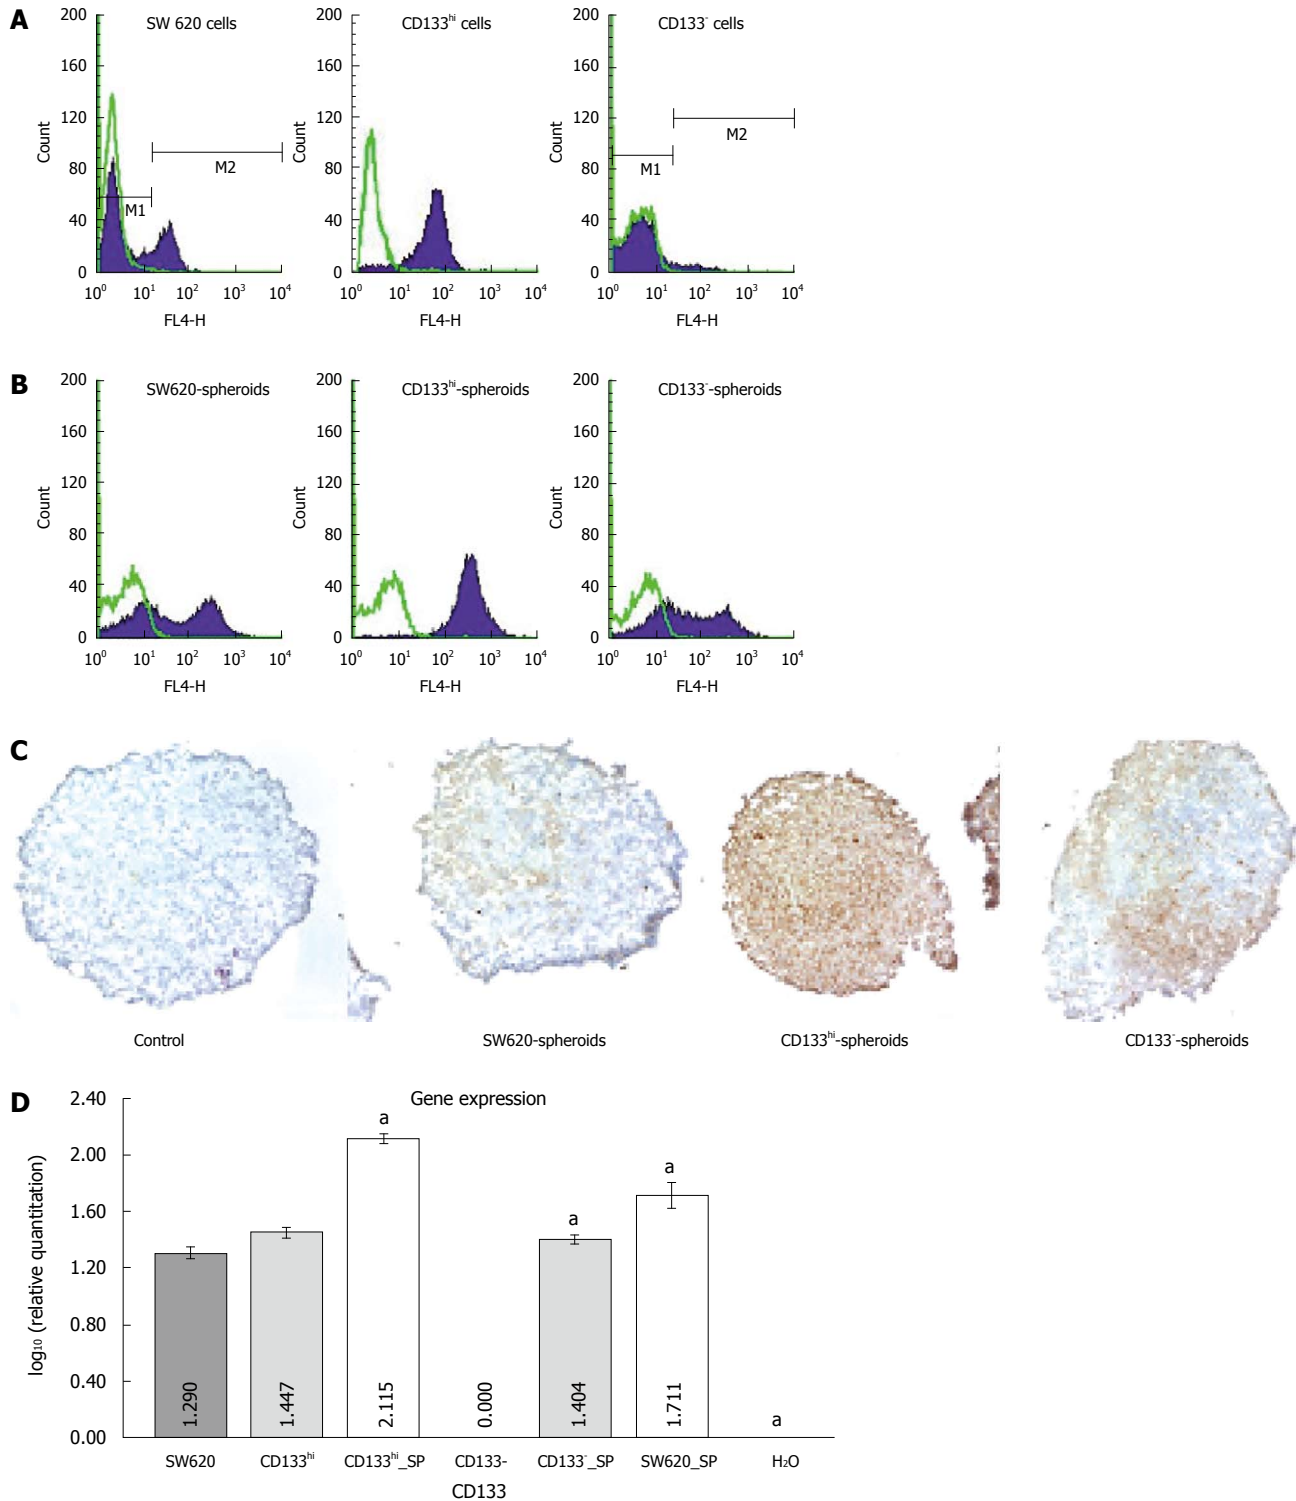 A
SW 620 cells
CD133hi cells
CD133- cells
200
160
120
80
40
0
Count
M1
M2
10⁰ 10¹ 10² 10³ 10⁴
FL4-H
200
160
120
80
40
0
Count
10⁰ 10¹ 10² 10³ 10⁴
FL4-H
200
160
120
80
40
0
Count
M1
M2
10⁰ 10¹ 10² 10³ 10⁴
FL4-H
B
SW620-spheroids
CD133hi-spheroids
CD133--spheroids
200
160
120
80
40
0
Count
10⁰ 10¹ 10² 10³ 10⁴
FL4-H
200
160
120
80
40
0
Count
10⁰ 10¹ 10² 10³ 10⁴
FL4-H
200
160
120
80
40
0
Count
10⁰ 10¹ 10² 10³ 10⁴
FL4-H
C
Control
SW620-spheroids
CD133hi-spheroids
CD133--spheroids
D
Gene expression
log₁₀ (relative quantitation)
2.40
2.00
1.60
1.20
0.80
0.40
0.00
a
a
a
a
1.290
1.447
2.115
0.000
1.404
1.711
SW620
CD133hi
CD133hi_SP
CD133-
CD133-_SP
SW620_SP
H₂O
CD133